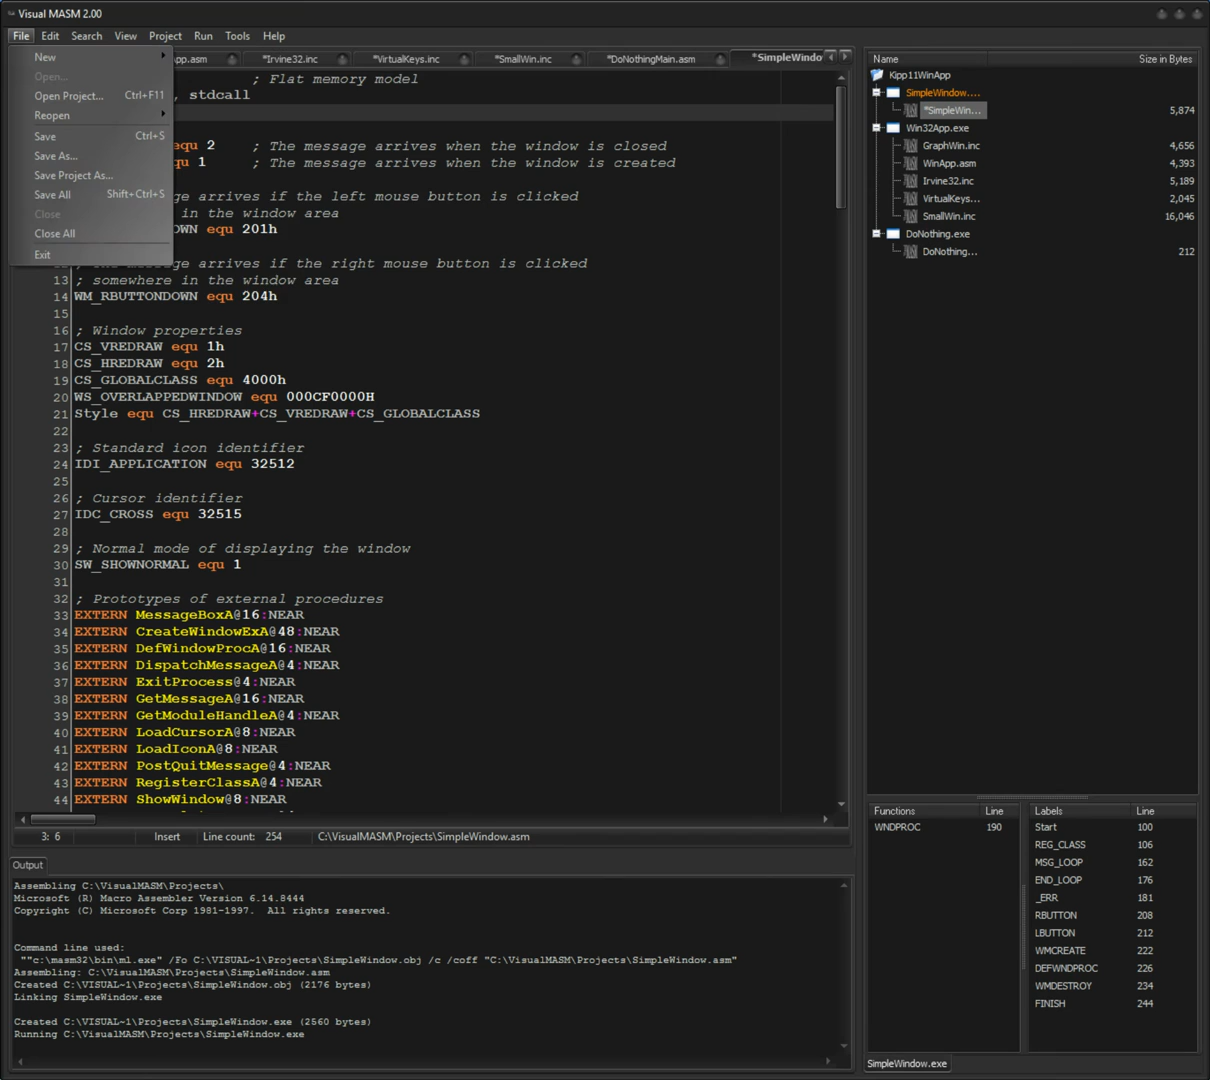 Visual MASM 2.00
File Edit Search View Project Run Tools Help
New
Open...
Open Project... Ctrl+F11
Reopen
Save Ctrl+S
Save As...
Save Project As...
Save All Shift+Ctrl+S
Close
Close All
Exit
pp.asm *Irvine32.inc *VirtualKeys.inc *SmallWin.inc *DoNothingMain.asm *SimpleWindo
; Flat memory model
, stdcall
equ 2 ; The message arrives when the window is closed
qu 1 ; The message arrives when the window is created
age arrives if the left mouse button is clicked
in the window area
OWN equ 201h
message arrives if the right mouse button is clicked
13 ; somewhere in the window area
14 WM_RBUTTONDOWN equ 204h
15
16 ; Window properties
17 CS_VREDRAW equ 1h
18 CS_HREDRAW equ 2h
19 CS_GLOBALCLASS equ 4000h
20 WS_OVERLAPPEDWINDOW equ 000CF0000H
21 Style equ CS_HREDRAW+CS_VREDRAW+CS_GLOBALCLASS
22
23 ; Standard icon identifier
24 IDI_APPLICATION equ 32512
25
26 ; Cursor identifier
27 IDC_CROSS equ 32515
28
29 ; Normal mode of displaying the window
30 SW_SHOWNORMAL equ 1
31
32 ; Prototypes of external procedures
33 EXTERN MessageBoxA@16:NEAR
34 EXTERN CreateWindowExA@48:NEAR
35 EXTERN DefWindowProcA@16:NEAR
36 EXTERN DispatchMessageA@4:NEAR
37 EXTERN ExitProcess@4:NEAR
38 EXTERN GetMessageA@16:NEAR
39 EXTERN GetModuleHandleA@4:NEAR
40 EXTERN LoadCursorA@8:NEAR
41 EXTERN LoadIconA@8:NEAR
42 EXTERN PostQuitMessage@4:NEAR
43 EXTERN RegisterClassA@4:NEAR
44 EXTERN ShowWindow@8:NEAR
3: 6 Insert Line count: 254 C:\VisualMASM\Projects\SimpleWindow.asm
Output
Assembling C:\VisualMASM\Projects\
Microsoft (R) Macro Assembler Version 6.14.8444
Copyright (C) Microsoft Corp 1981-1997. All rights reserved.
Command line used:
""c:\masm32\bin\ml.exe" /Fo C:\VISUAL~1\Projects\SimpleWindow.obj /c /coff "C:\VisualMASM\Projects\SimpleWindow.asm"
Assembling: C:\VisualMASM\Projects\SimpleWindow.asm
Created C:\VISUAL~1\Projects\SimpleWindow.obj (2176 bytes)
Linking SimpleWindow.exe
Created C:\VISUAL~1\Projects\SimpleWindow.exe (2560 bytes)
Running C:\VisualMASM\Projects\SimpleWindow.exe
Name Size in Bytes
Kipp11WinApp
SimpleWindow....
*SimpleWin... 5,874
Win32App.exe
GraphWin.inc 4,656
WinApp.asm 4,393
Irvine32.inc 5,189
VirtualKeys... 2,045
SmallWin.inc 16,046
DoNothing.exe
DoNothing... 212
Functions Line
WNDPROC 190
Labels Line
Start 100
REG_CLASS 106
MSG_LOOP 162
END_LOOP 176
_ERR 181
RBUTTON 208
LBUTTON 212
WMCREATE 222
DEFWNDPROC 226
WMDESTROY 234
FINISH 244
SimpleWindow.exe